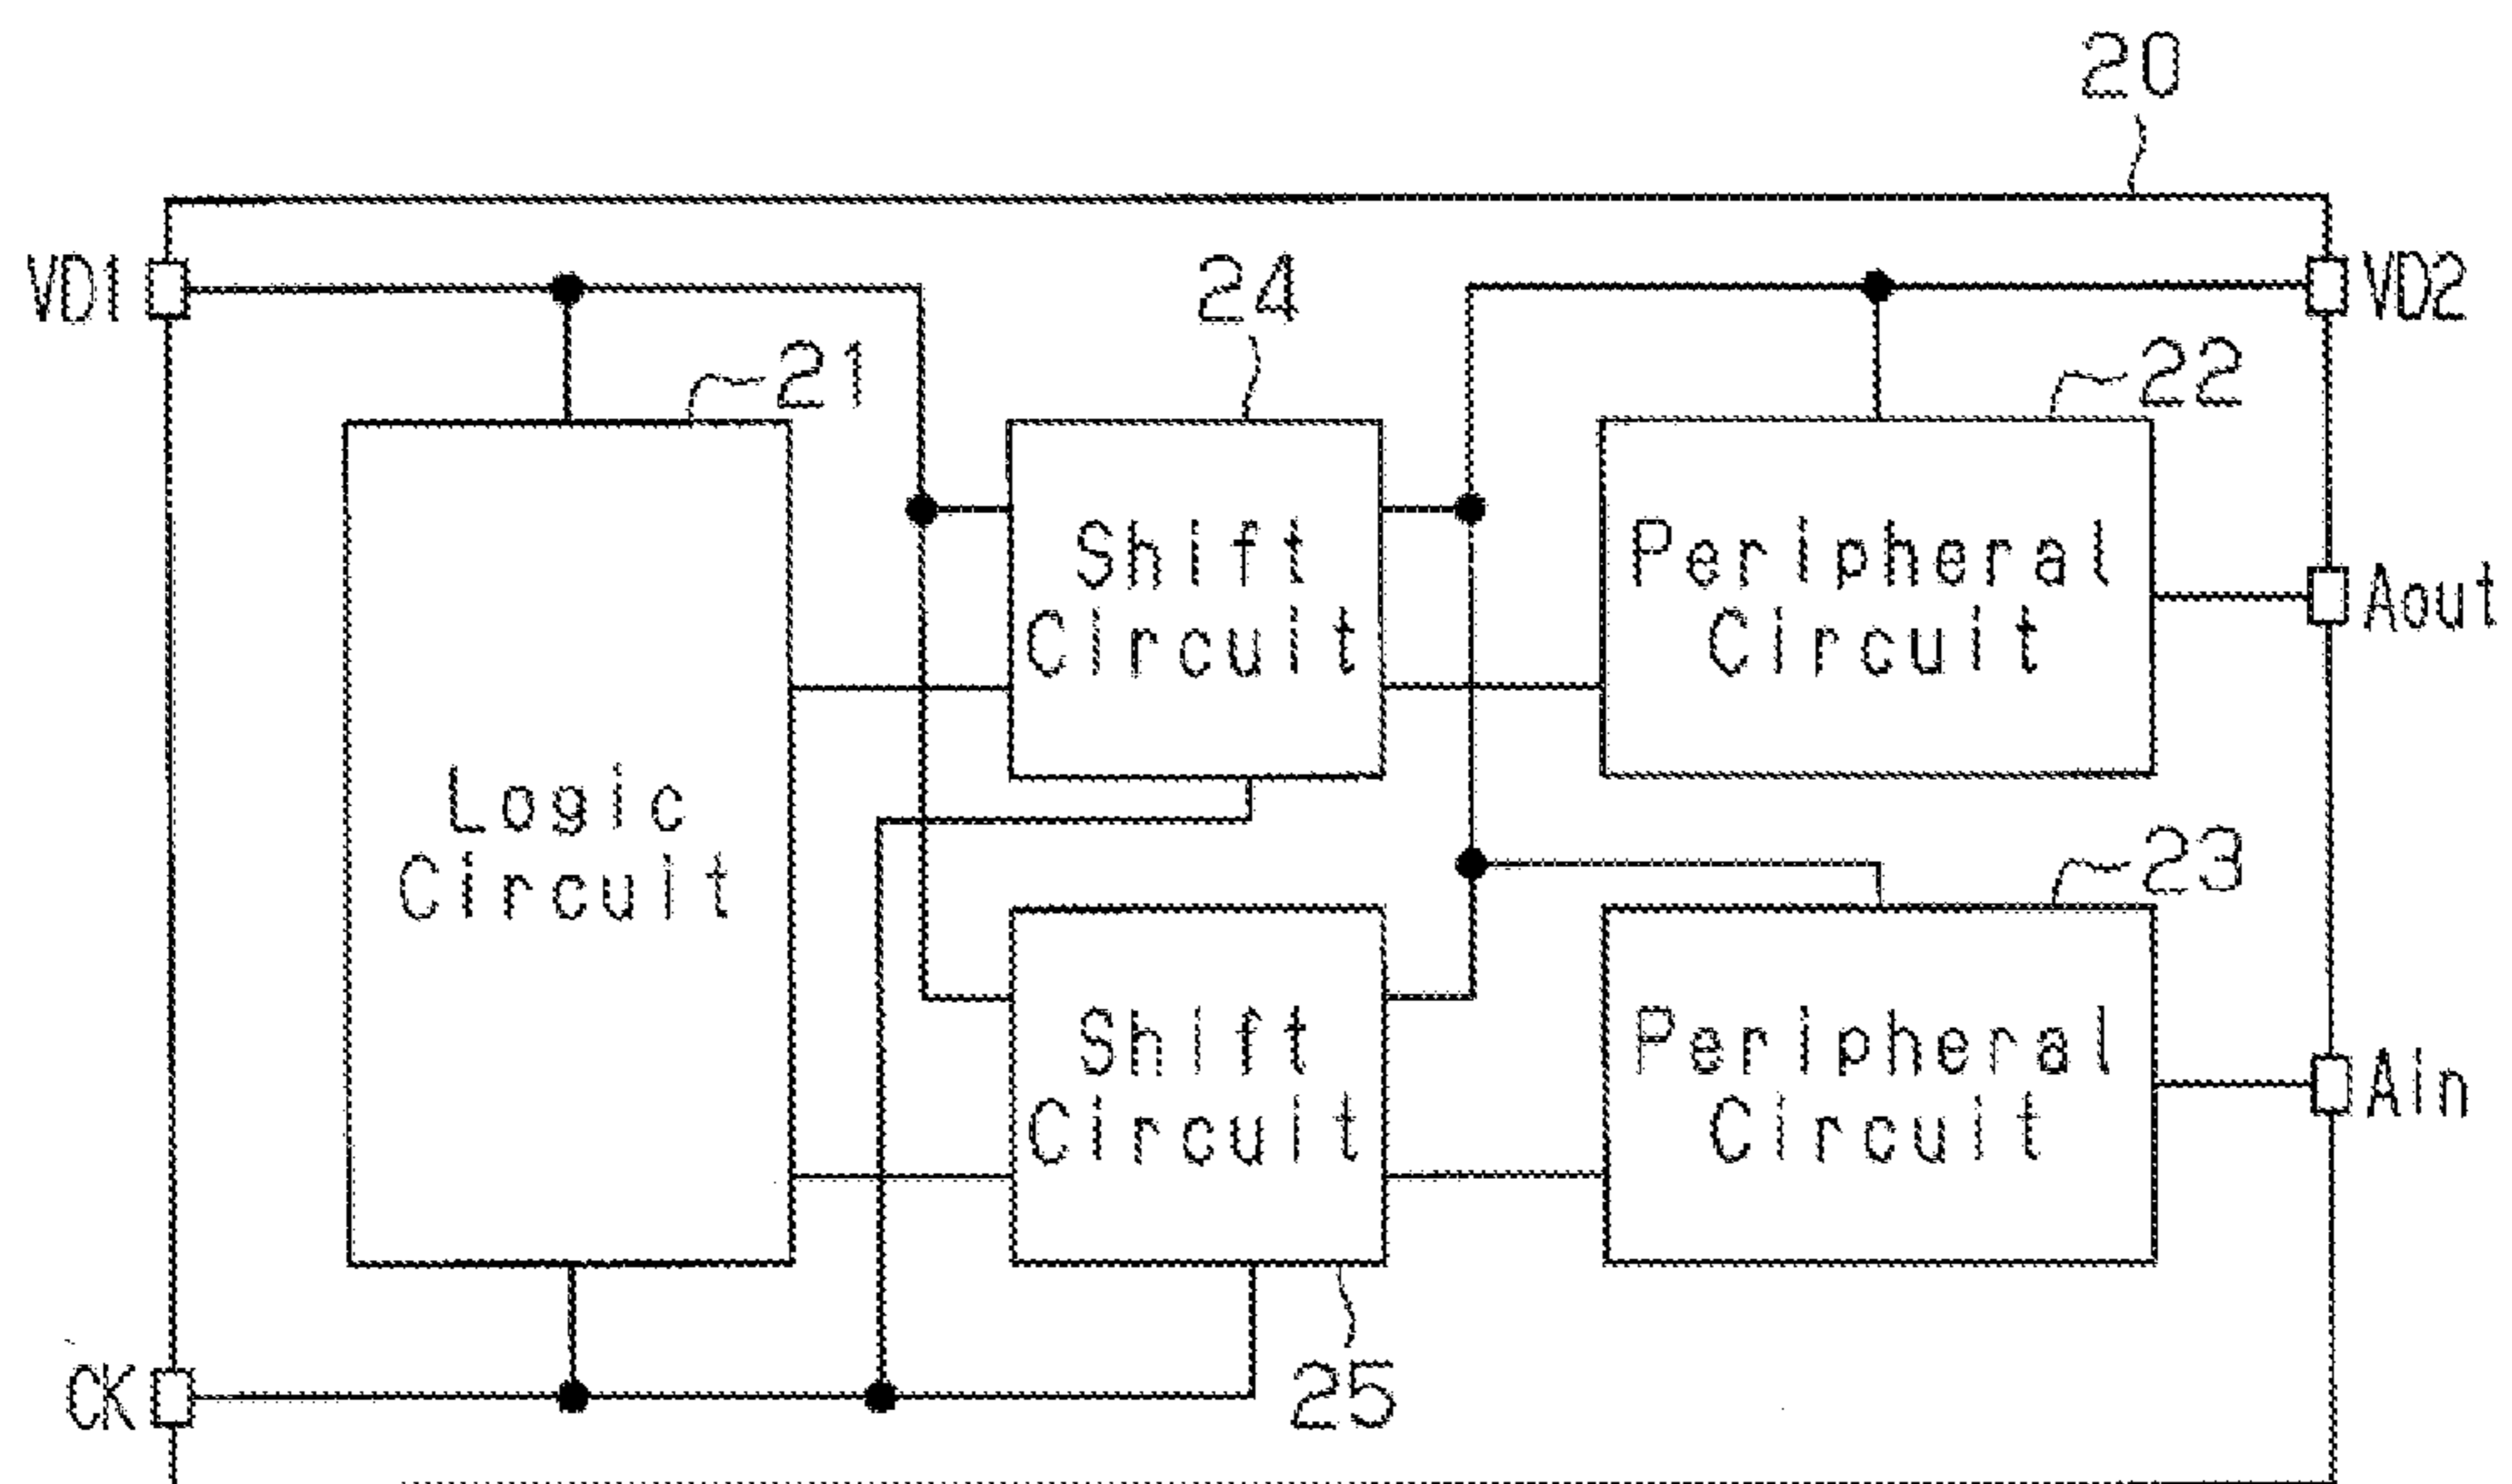 20
VD1
24
VD2
21
22
Shift
Circuit
Peripheral
Circuit
Aout
Logic
Circuit
23
Shift
Circuit
Peripheral
Circuit
Ain
CK
25